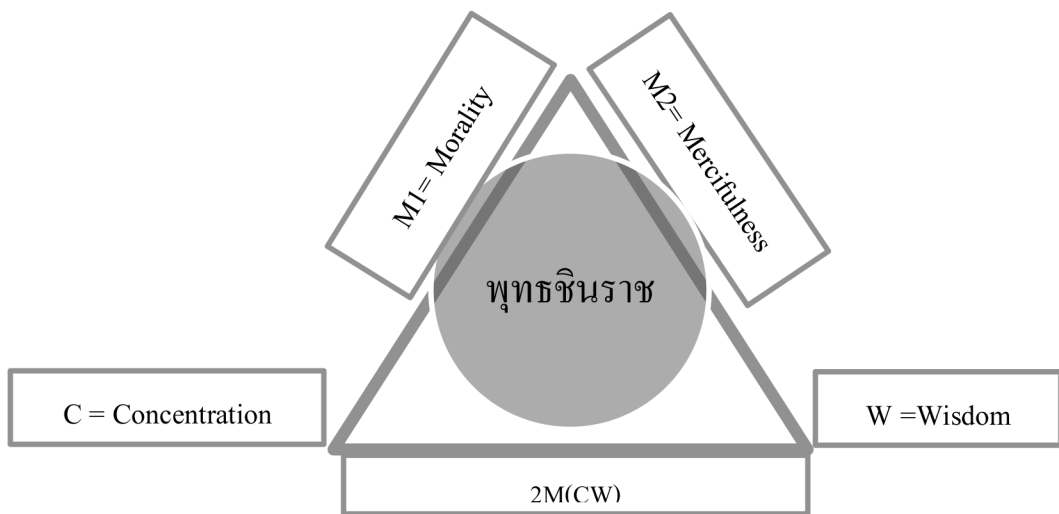 M1= Morality
M2= Mercifulness
พุทธชินราช
C = Concentration
W =Wisdom
2M(CW)